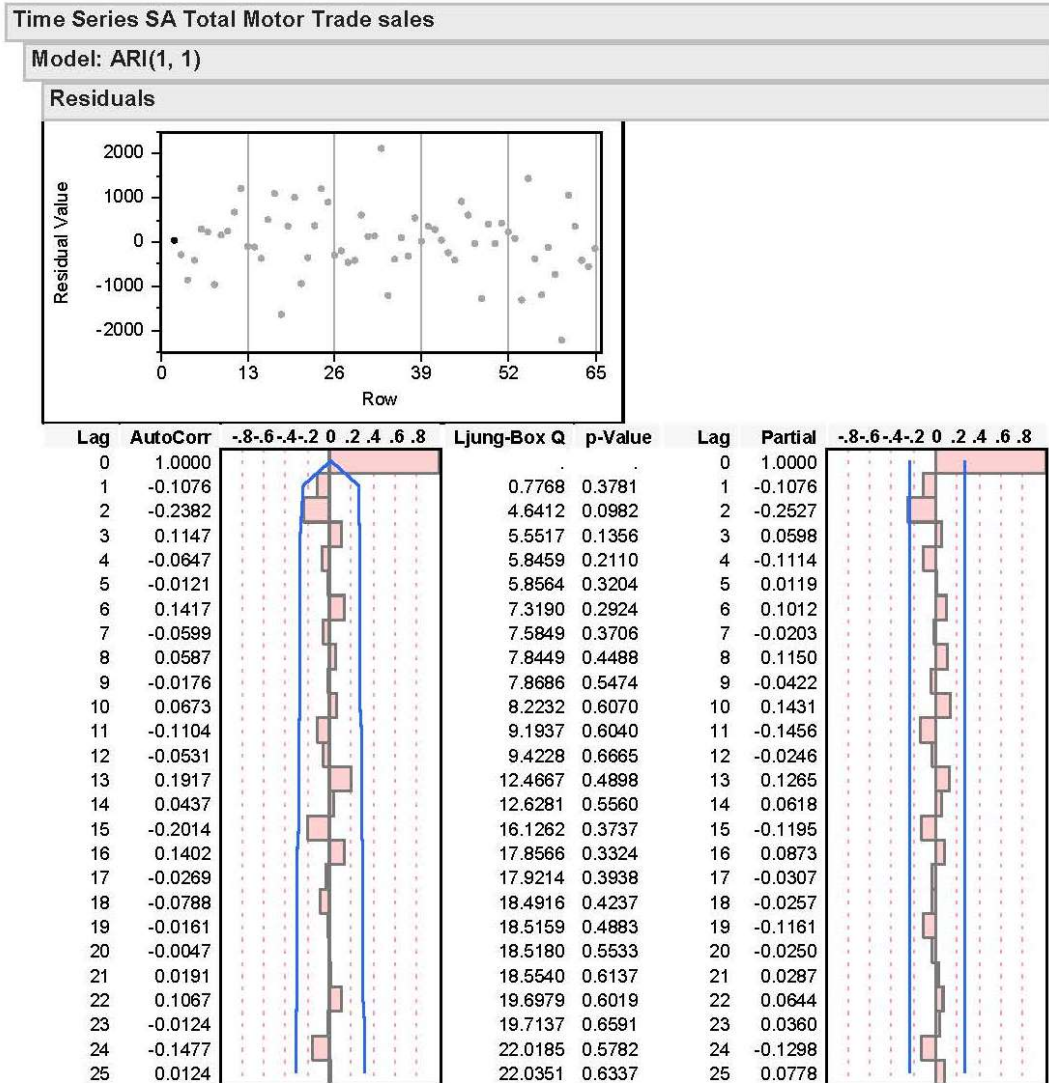 Time Series SA Total Motor Trade sales
Model: ARI(1, 1)
Residuals
2000
1000
0
-1000
-2000
Residual Value
0 13 26 39 52 65
Row
Lag AutoCorr -.8-.6-.4-.2 0 .2 .4 .6 .8 Ljung-Box Q p-Value Lag Partial -.8-.6-.4-.2 0 .2 .4 .6 .8
0 1.0000 . . 0 1.0000
1 -0.1076 0.7768 0.3781 1 -0.1076
2 -0.2382 4.6412 0.0982 2 -0.2527
3 0.1147 5.5517 0.1356 3 0.0598
4 -0.0647 5.8459 0.2110 4 -0.1114
5 -0.0121 5.8564 0.3204 5 0.0119
6 0.1417 7.3190 0.2924 6 0.1012
7 -0.0599 7.5849 0.3706 7 -0.0203
8 0.0587 7.8449 0.4488 8 0.1150
9 -0.0176 7.8686 0.5474 9 -0.0422
10 0.0673 8.2232 0.6070 10 0.1431
11 -0.1104 9.1937 0.6040 11 -0.1456
12 -0.0531 9.4228 0.6665 12 -0.0246
13 0.1917 12.4667 0.4898 13 0.1265
14 0.0437 12.6281 0.5560 14 0.0618
15 -0.2014 16.1262 0.3737 15 -0.1195
16 0.1402 17.8566 0.3324 16 0.0873
17 -0.0269 17.9214 0.3938 17 -0.0307
18 -0.0788 18.4916 0.4237 18 -0.0257
19 -0.0161 18.5159 0.4883 19 -0.1161
20 -0.0047 18.5180 0.5533 20 -0.0250
21 0.0191 18.5540 0.6137 21 0.0287
22 0.1067 19.6979 0.6019 22 0.0644
23 -0.0124 19.7137 0.6591 23 0.0360
24 -0.1477 22.0185 0.5782 24 -0.1298
25 0.0124 22.0351 0.6337 25 0.0778